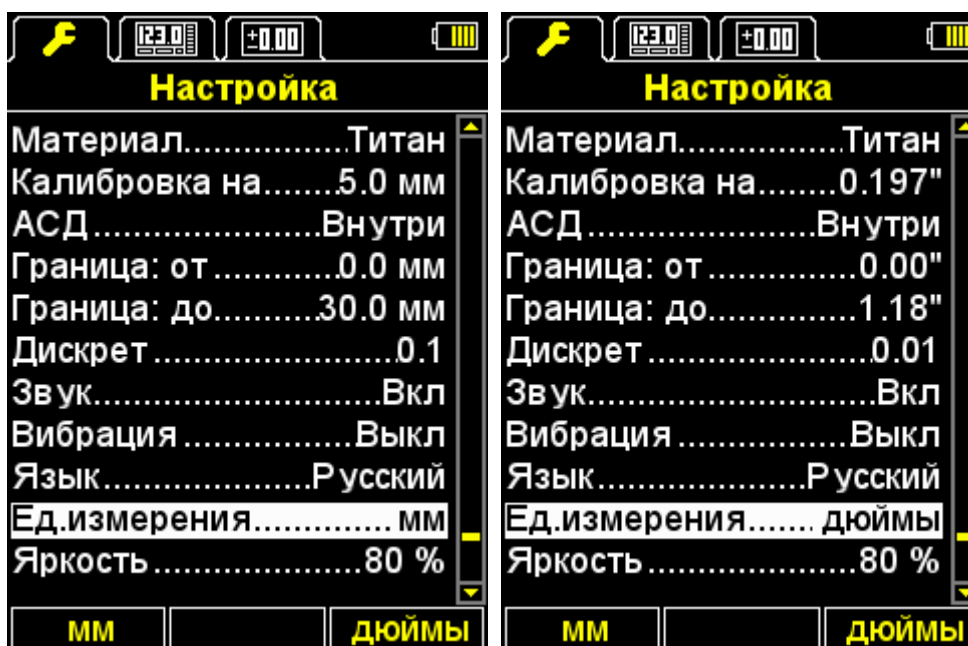 123.0 ±0.00
Настройка
Материал................Титан
Калибровка на.......5.0 мм
АСД......................Внутри
Граница: от............0.0 мм
Граница: до..........30.0 мм
Дискрет........................0.1
Звук............................Вкл
Вибрация.................Выкл
Язык....................Русский
Ед.измерения.............. мм
Яркость.....................80 %
мм дюймы
123.0 ±0.00
Настройка
Материал................Титан
Калибровка на........0.197"
АСД......................Внутри
Граница: от...............0.00"
Граница: до...............1.18"
Дискрет......................0.01
Звук............................Вкл
Вибрация.................Выкл
Язык....................Русский
Ед.измерения....... дюймы
Яркость.....................80 %
мм дюймы